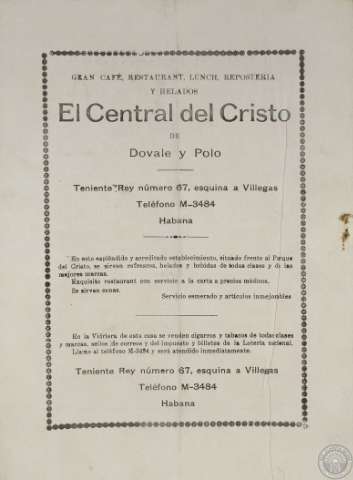 GRAN CAFÉ, RESTAURANT, LUNCH, REPOSTERIA
Y HELADOS
El Central del Cristo
DE
Dovale y Polo
Teniente Rey número 67, esquina a Villegas
Teléfono M-3484
Habana
En este espléndido y acreditado establecimiento, situado frente al Parque
del Cristo, se sirven refrescos, helados y bebidas de todas clases y de las
mejores marcas.
Exquisito restaurant con servicio a la carta a precios módicos.
Se sirven cenas.
Servicio esmerado y artículos inmejorables
En la Vidriera de esta casa se venden cigarros y tabacos de todas clases
y marcas, sellos de correos y del impuesto y billetes de la Lotería nacional.
Llame al teléfono M-3484 y será atendido inmediatamente.
Teniente Rey número 67, esquina a Villegas
Teléfono M-3484
Habana